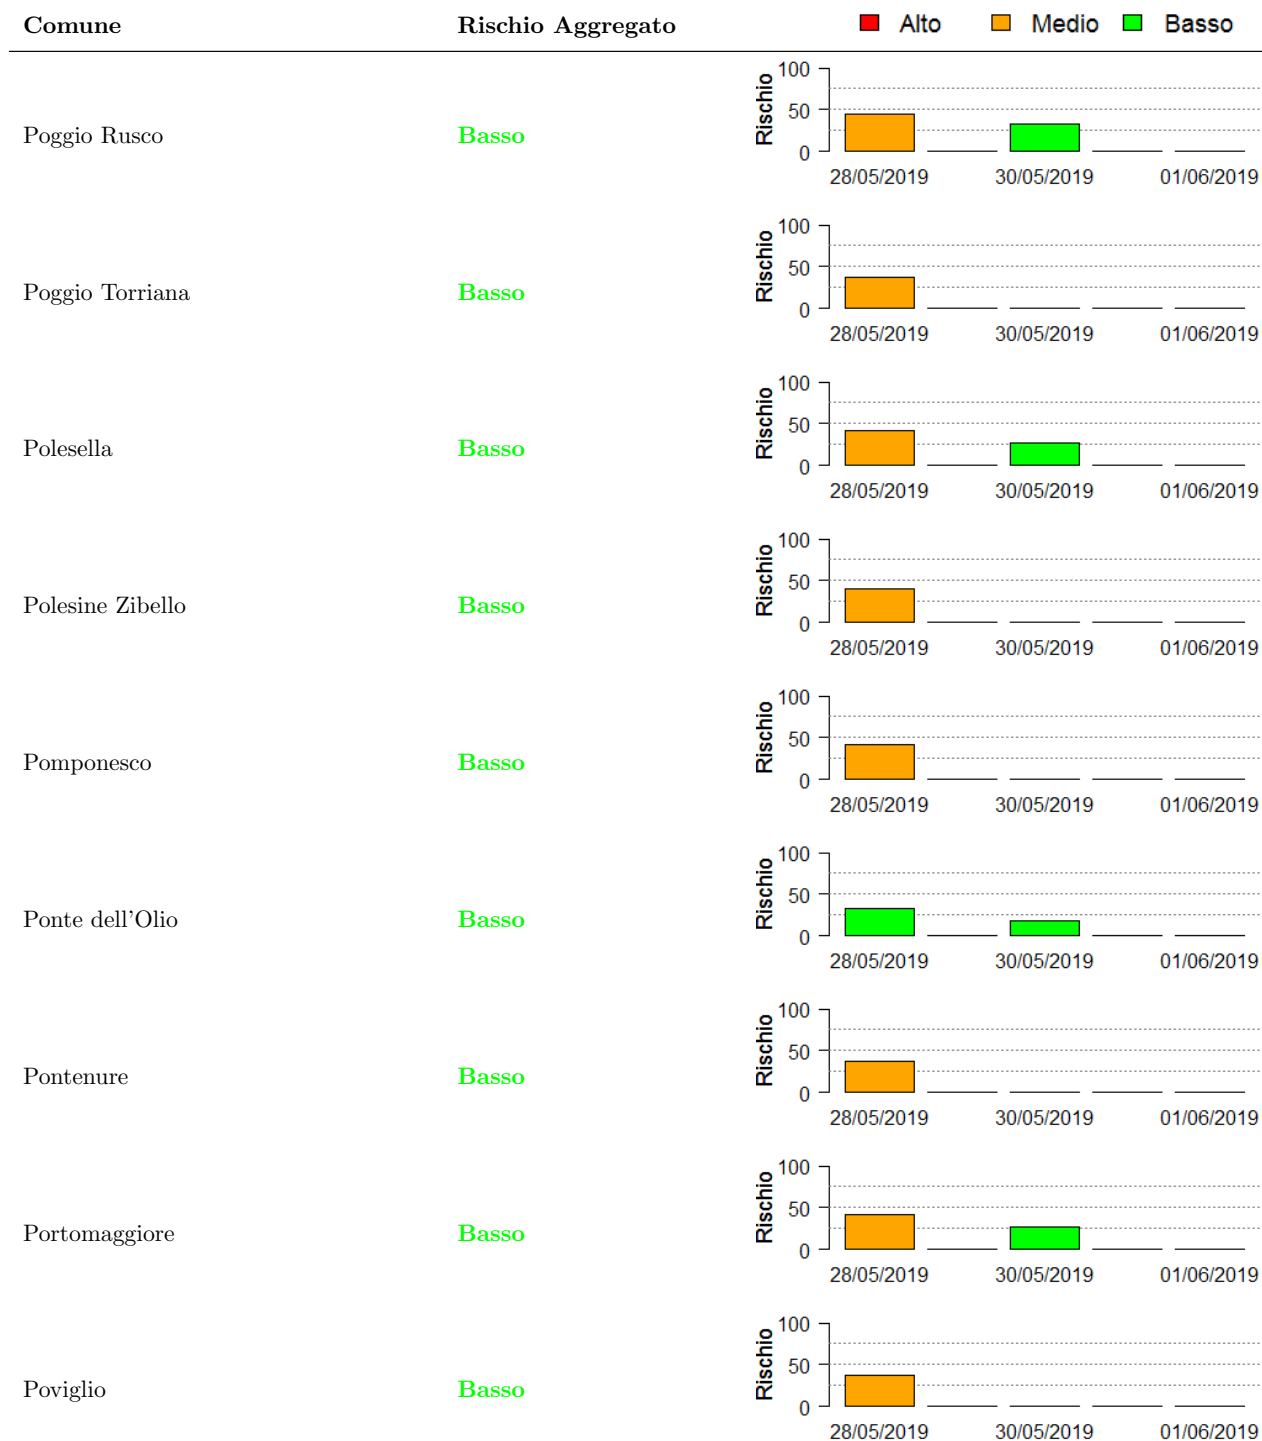 Comune Rischio Aggregato Alto Medio Basso
Poggio Rusco Basso Rischio 100 50 0
28/05/2019 30/05/2019 01/06/2019
Poggio Torriana Basso Rischio 100 50 0
28/05/2019 30/05/2019 01/06/2019
Polesella Basso Rischio 100 50 0
28/05/2019 30/05/2019 01/06/2019
Polesine Zibello Basso Rischio 100 50 0
28/05/2019 30/05/2019 01/06/2019
Pomponesco Basso Rischio 100 50 0
28/05/2019 30/05/2019 01/06/2019
Ponte dell'Olio Basso Rischio 100 50 0
28/05/2019 30/05/2019 01/06/2019
Pontenure Basso Rischio 100 50 0
28/05/2019 30/05/2019 01/06/2019
Portomaggiore Basso Rischio 100 50 0
28/05/2019 30/05/2019 01/06/2019
Poviglio Basso Rischio 100 50 0
28/05/2019 30/05/2019 01/06/2019